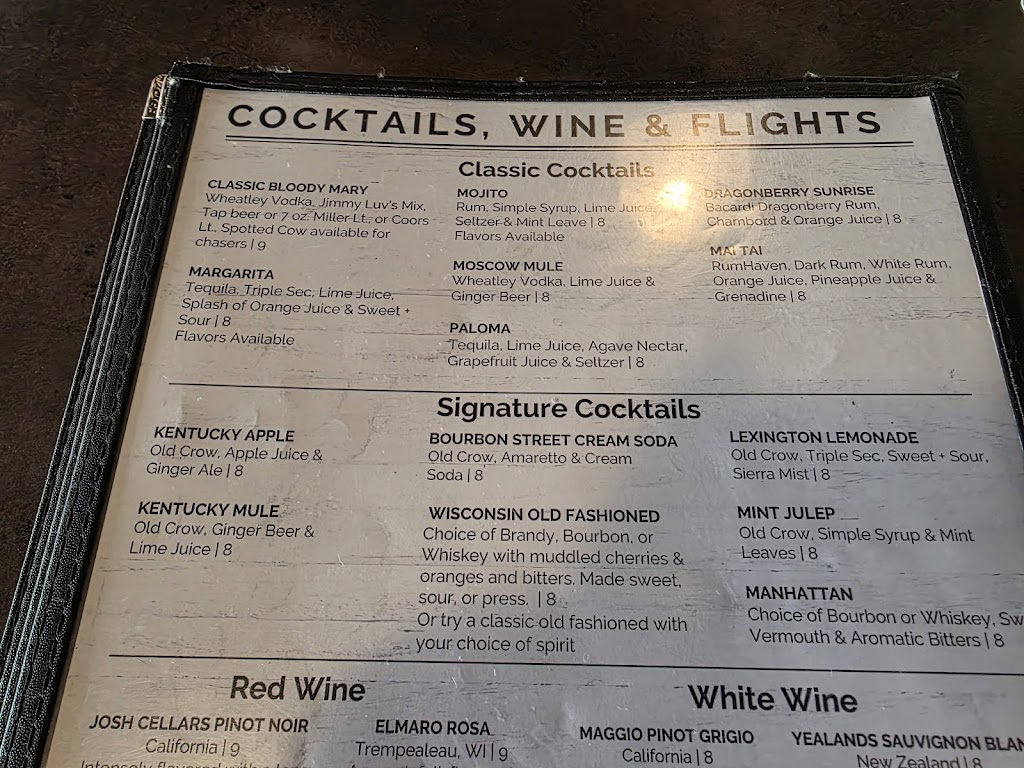 COCKTAILS, WINE & FLIGHTS
Classic Cocktails
CLASSIC BLOODY MARY
Wheatley Vodka, Jimmy Luv's Mix,
Tap beer or 7 oz. Miller Lt., or Coors
Lt., Spotted Cow available for
chasers | 9
MARGARITA
Tequila, Triple Sec, Lime Juice,
Splash of Orange Juice & Sweet +
Sour | 8
Flavors Available
MOJITO
Rum, Simple Syrup, Lime Juice,
Seltzer & Mint Leave | 8
Flavors Available
MOSCOW MULE
Wheatley Vodka, Lime Juice &
Ginger Beer | 8
PALOMA
Tequila, Lime Juice, Agave Nectar,
Grapefruit Juice & Seltzer | 8
DRAGONBERRY SUNRISE
Bacardi Dragonberry Rum,
Chambord & Orange Juice | 8
MAI TAI
RumHaven, Dark Rum, White Rum,
Orange Juice, Pineapple Juice &
Grenadine | 8
Signature Cocktails
KENTUCKY APPLE
Old Crow, Apple Juice &
Ginger Ale | 8
KENTUCKY MULE
Old Crow, Ginger Beer &
Lime Juice | 8
BOURBON STREET CREAM SODA
Old Crow, Amaretto & Cream
Soda | 8
WISCONSIN OLD FASHIONED
Choice of Brandy, Bourbon, or
Whiskey with muddled cherries &
oranges and bitters. Made sweet,
sour, or press. | 8
Or try a classic old fashioned with
your choice of spirit
LEXINGTON LEMONADE
Old Crow, Triple Sec, Sweet + Sour,
Sierra Mist | 8
MINT JULEP
Old Crow, Simple Syrup & Mint
Leaves | 8
MANHATTAN
Choice of Bourbon or Whiskey, Sw
Vermouth & Aromatic Bitters | 8
Red Wine
JOSH CELLARS PINOT NOIR
California | 9
ELMARO ROSA
Trempealeau, WI | 9
White Wine
MAGGIO PINOT GRIGIO
California | 8
YEALANDS SAUVIGNON BLAN
New Zealand | 8